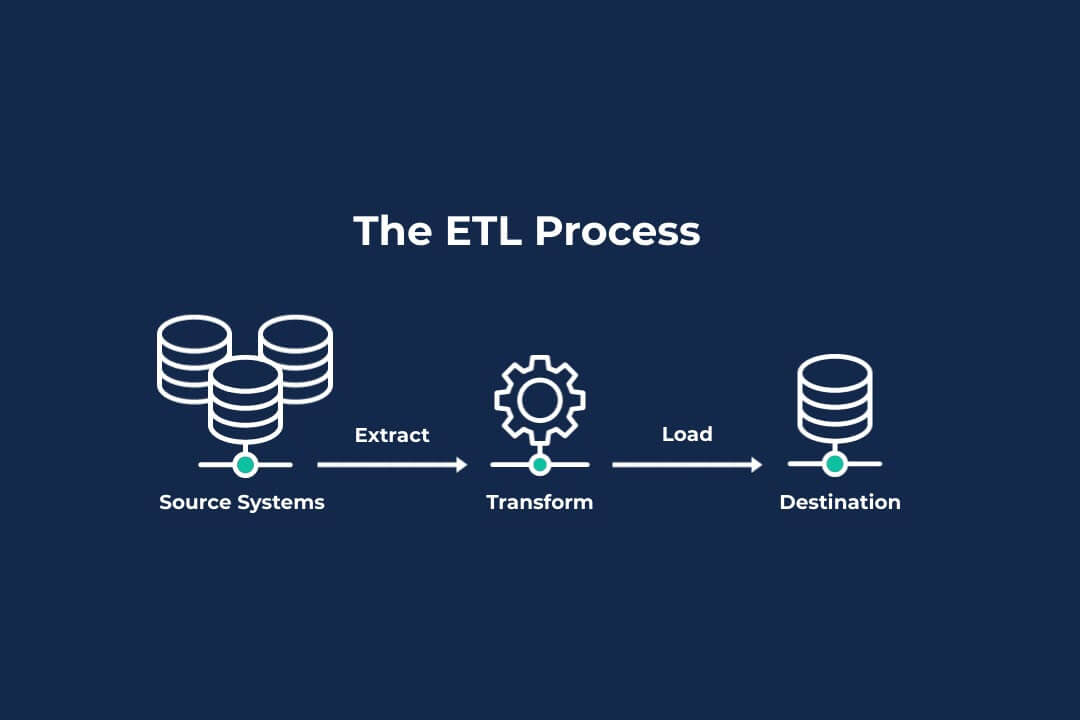 The ETL Process
Extract
Load
Source Systems
Transform
Destination